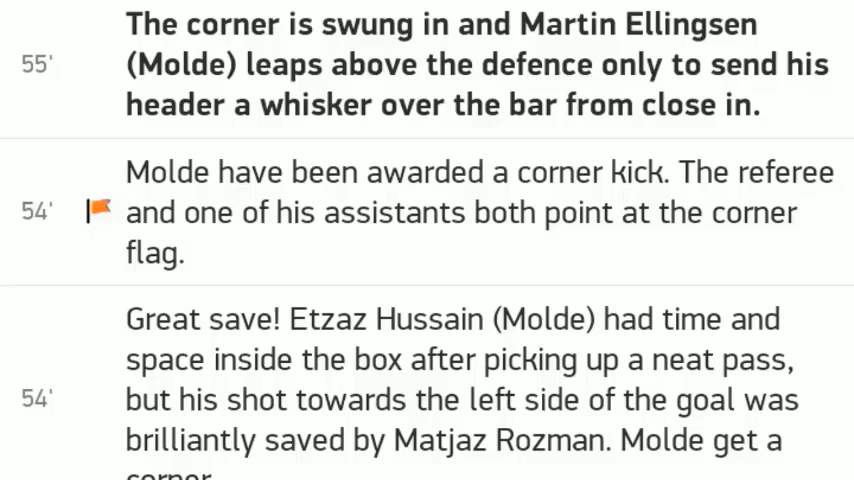 The corner is swung in and Martin Ellingsen
55' (Molde) leaps above the defence only to send his
header a whisker over the bar from close in.
Molde have been awarded a corner kick. The referee
54' and one of his assistants both point at the corner
flag.
Great save! Etzaz Hussain (Molde) had time and
space inside the box after picking up a neat pass,
54' but his shot towards the left side of the goal was
brilliantly saved by Matjaz Rozman. Molde get a
corner